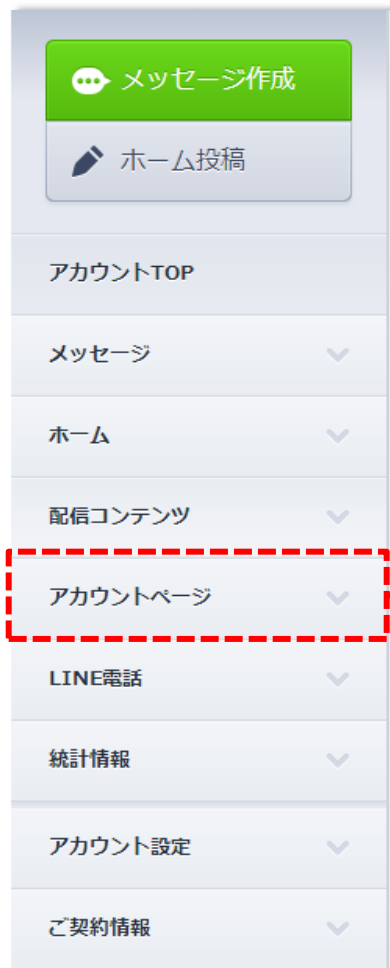 メッセージ作成
ホーム投稿
アカウントTOP
メッセージ
ホーム
配信コンテンツ
アカウントページ
LINE電話
統計情報
アカウント設定
ご契約情報